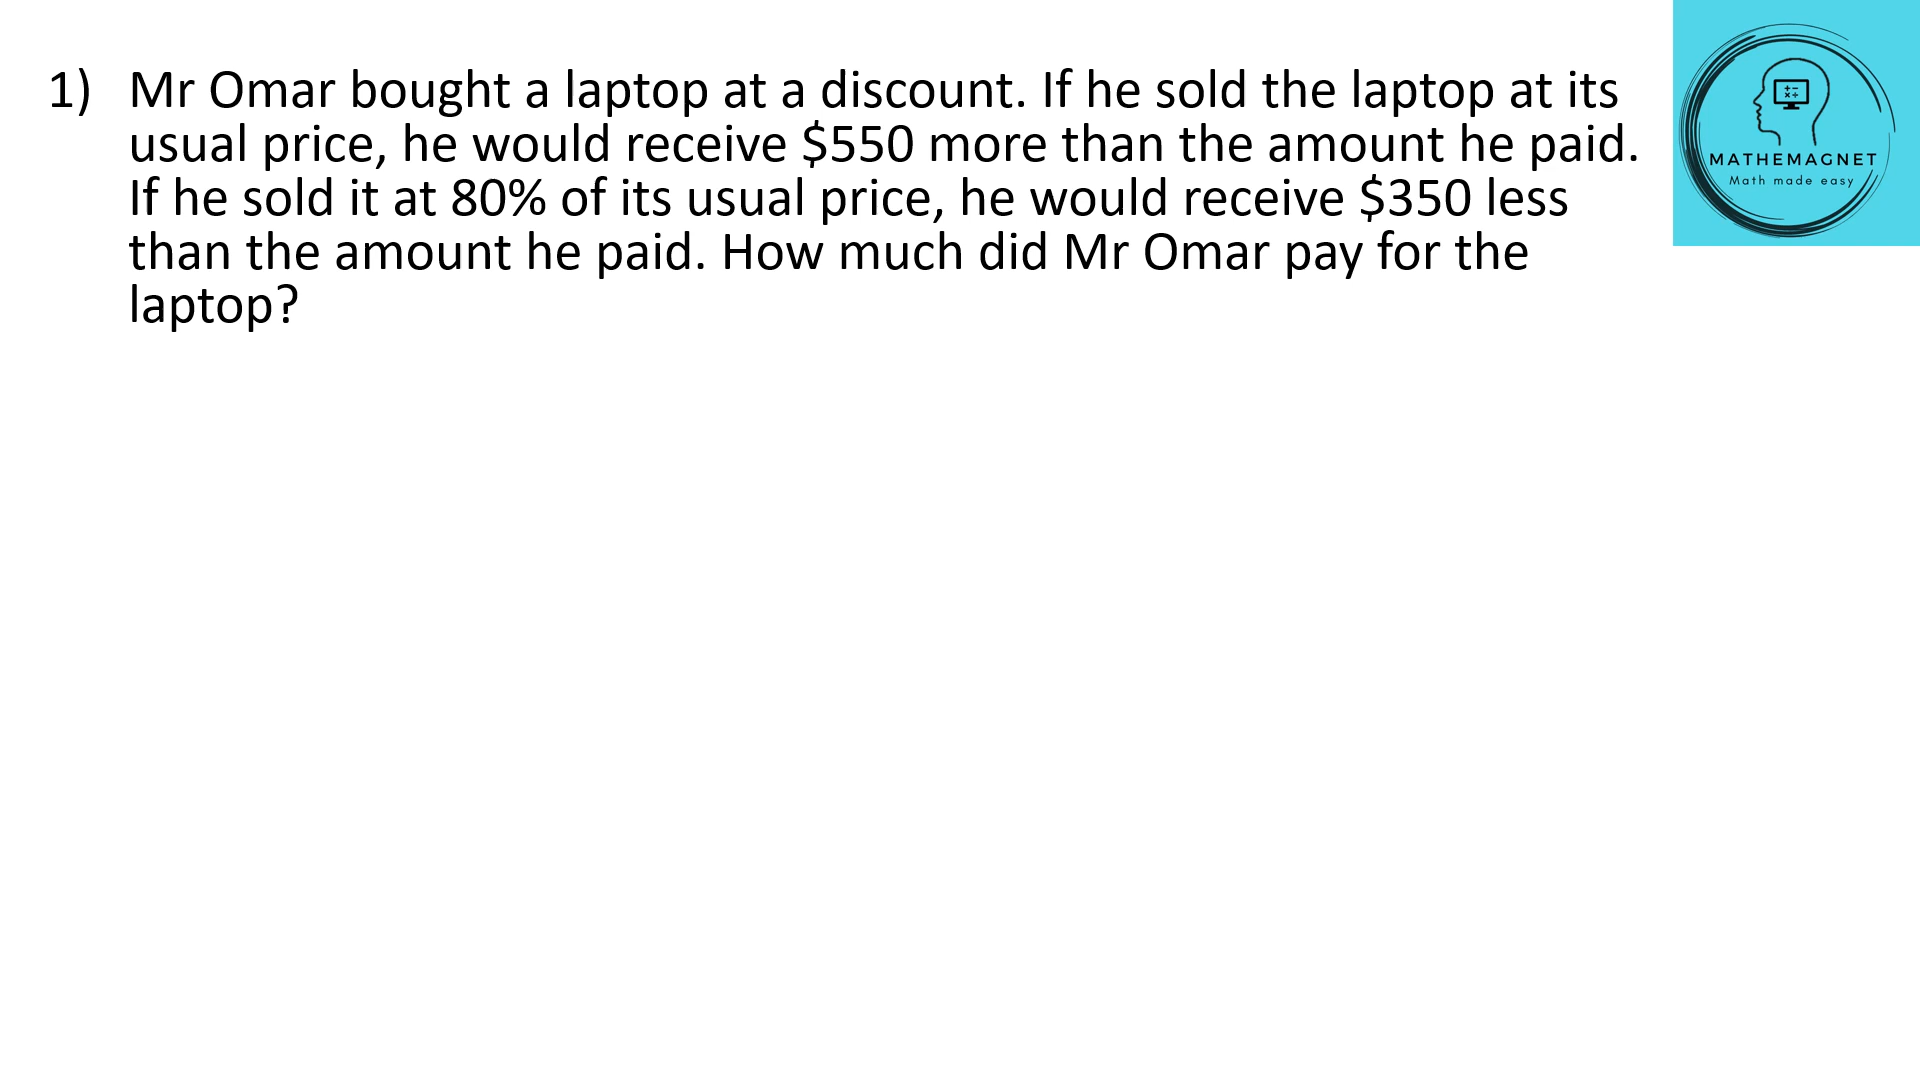 1) Mr Omar bought a laptop at a discount. If he sold the laptop at its
usual price, he would receive $550 more than the amount he paid.
If he sold it at 80% of its usual price, he would receive $350 less
than the amount he paid. How much did Mr Omar pay for the
laptop?
MATHEMAGNET
Math made easy